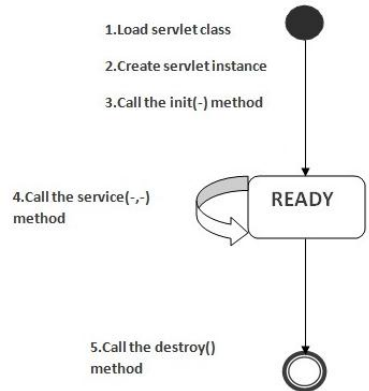 1.Load servlet class
2.Create servlet instance
3.Call the init(-) method
4.Call the service(-,-)
method
READY
5.Call the destroy()
method